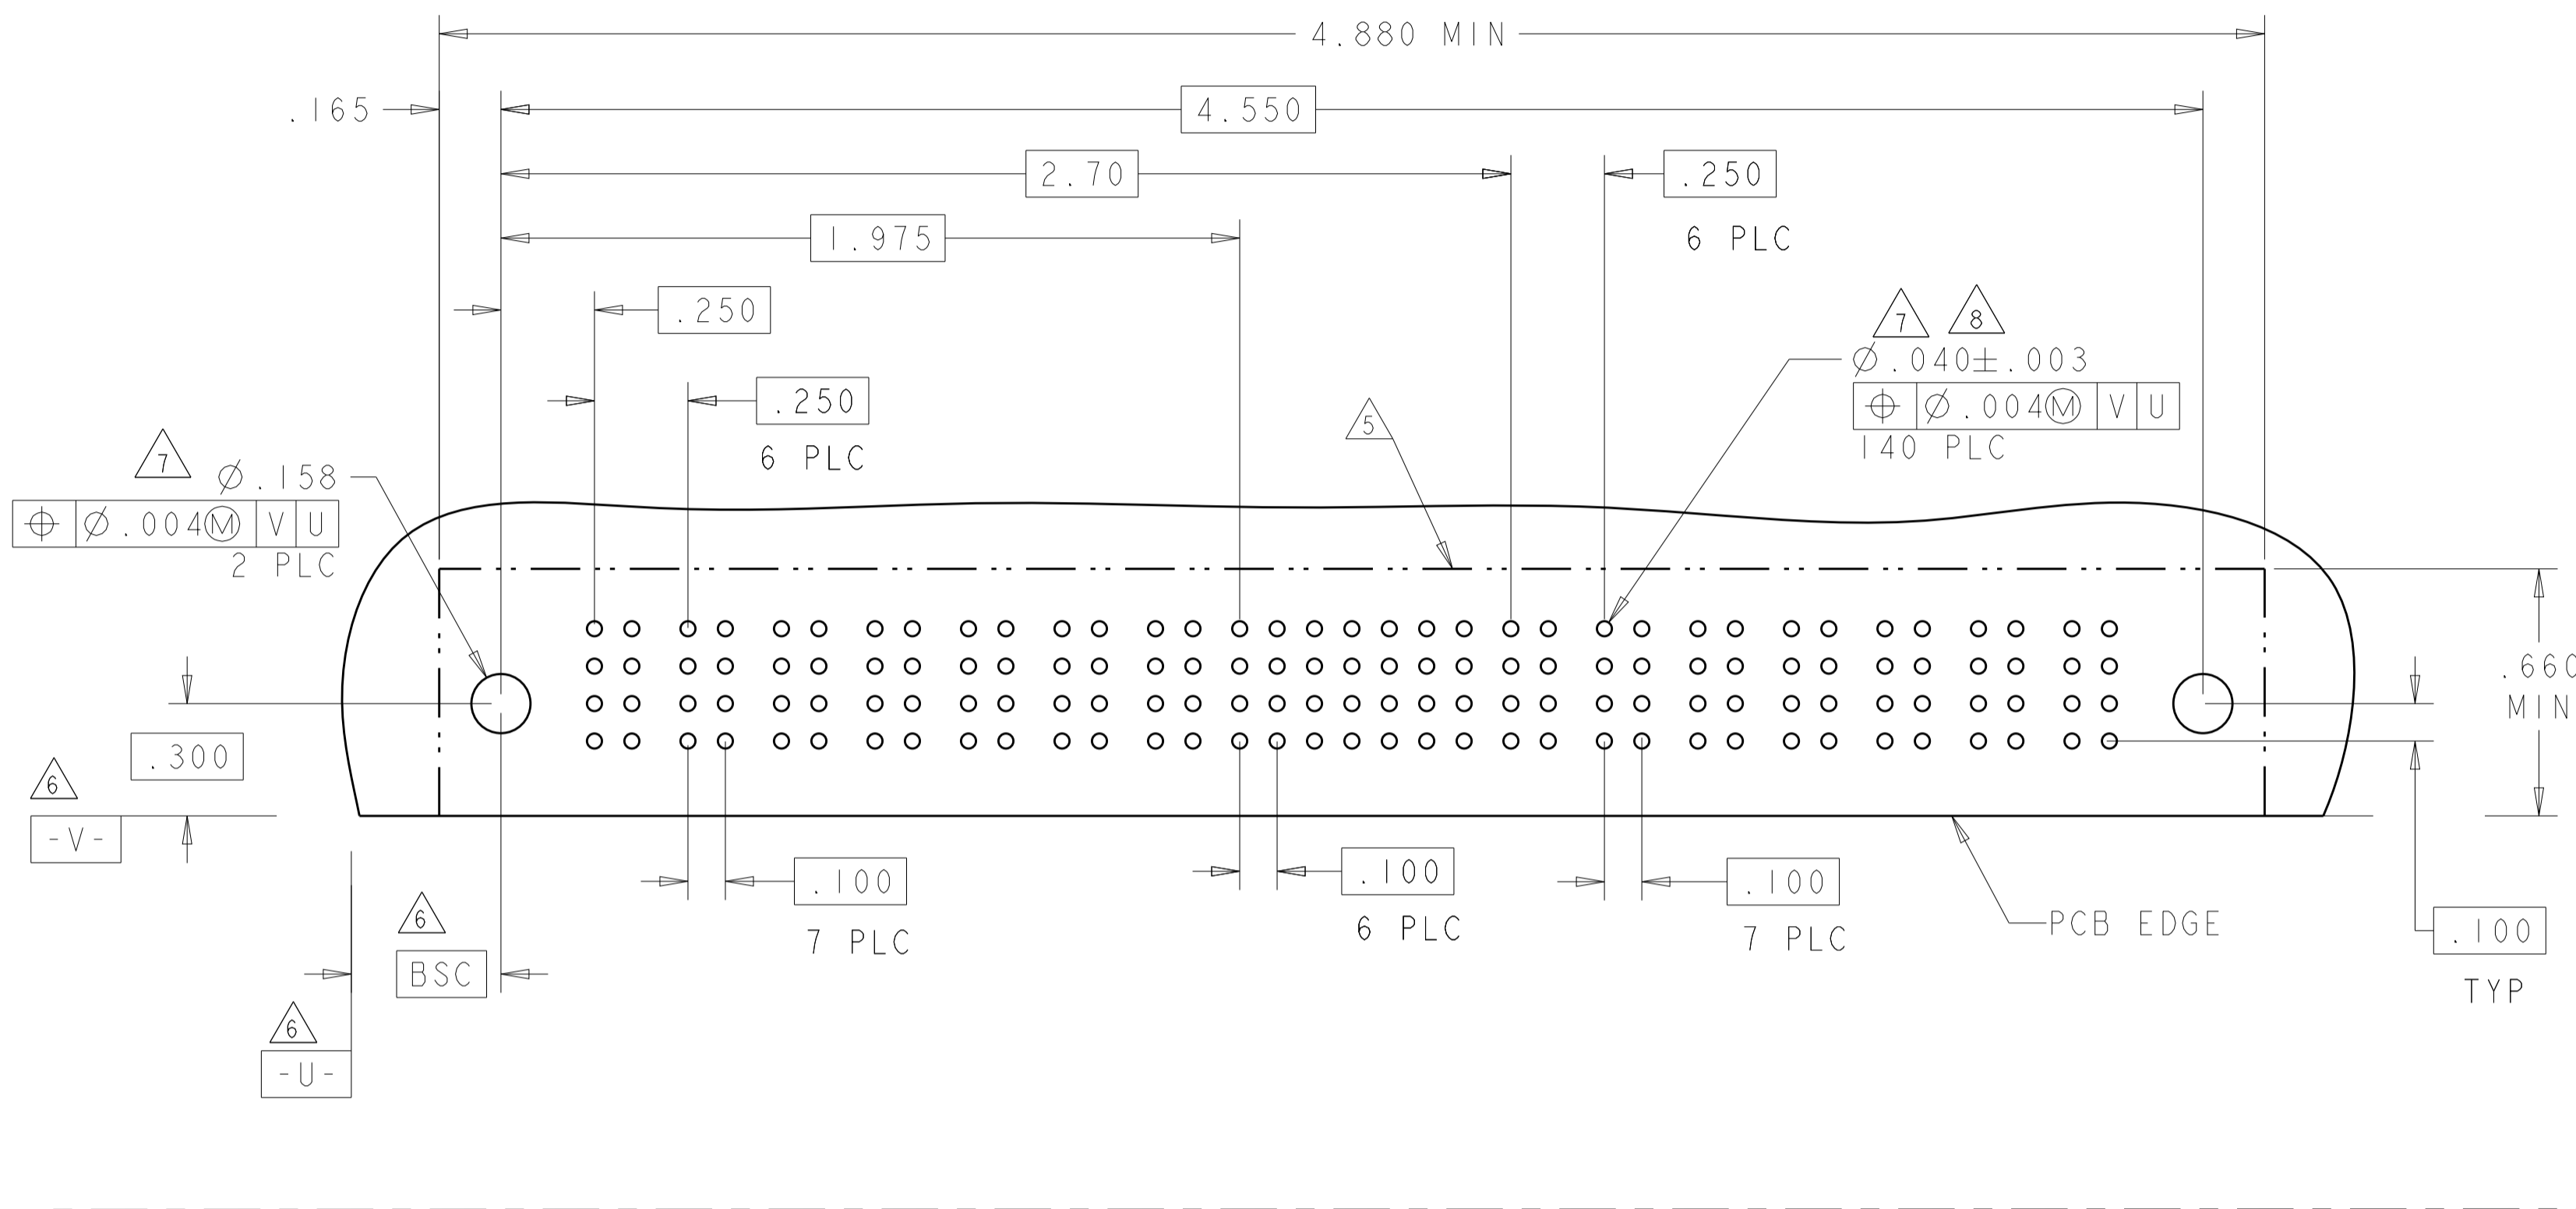 4.880 MIN
.165
4.550
2.70
.250
6 PLC
1.975
.250
7 8
∅.040±.003
⌖ ∅.004Ⓜ V U
140 PLC
.250
6 PLC
5
7
∅.158
⌖ ∅.004Ⓜ V U
2 PLC
.660
MIN
.300
6
-V-
.100
7 PLC
.100
6 PLC
.100
7 PLC
PCB EDGE
.100
TYP
6
BSC
6
-U-